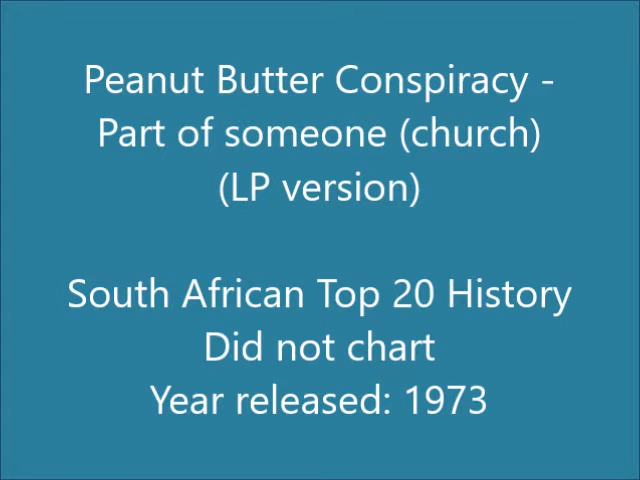 Peanut Butter Conspiracy -
Part of someone (church)
(LP version)
South African Top 20 History
Did not chart
Year released: 1973